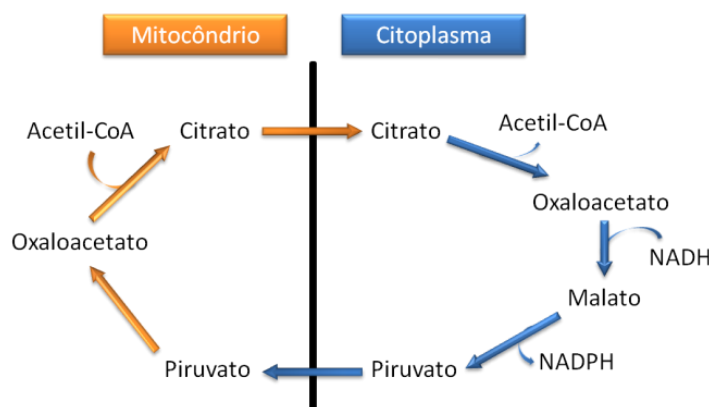 Mitocôndrio
Citoplasma
Acetil-CoA
Citrato
Citrato
Acetil-CoA
Oxaloacetato
Oxaloacetato
NADH
Malato
Piruvato
Piruvato
NADPH